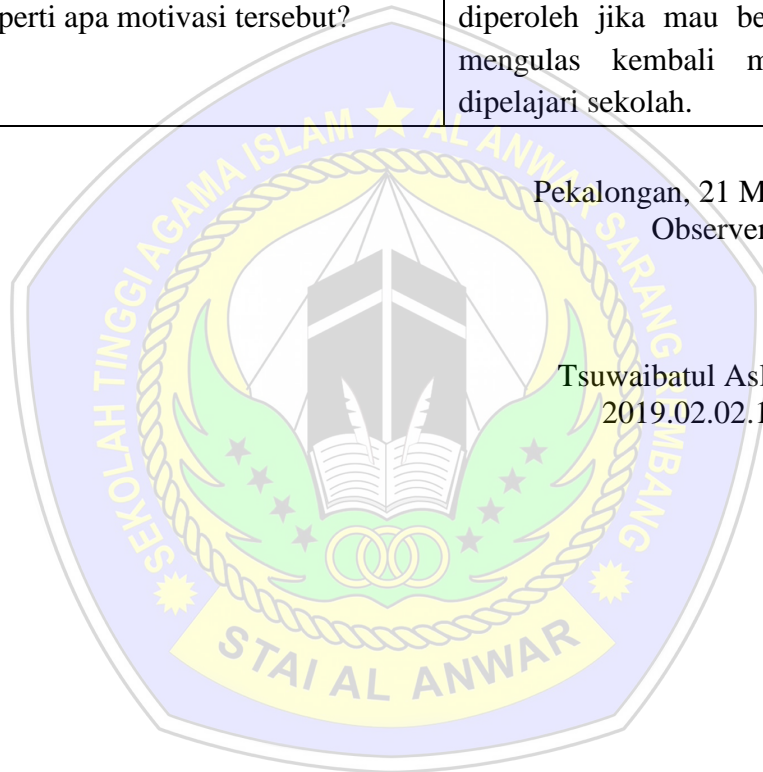 perti apa motivasi tersebut?
diperoleh jika mau be
mengulas kembali m
dipelajari sekolah.
Pekalongan, 21 M
Observer
Tsuwaibatul Asl
2019.02.02.1
SEKOLAH TINGGI AGAMA ISLAM AL ANWAR SARANG REMBANG
STAI AL ANWAR